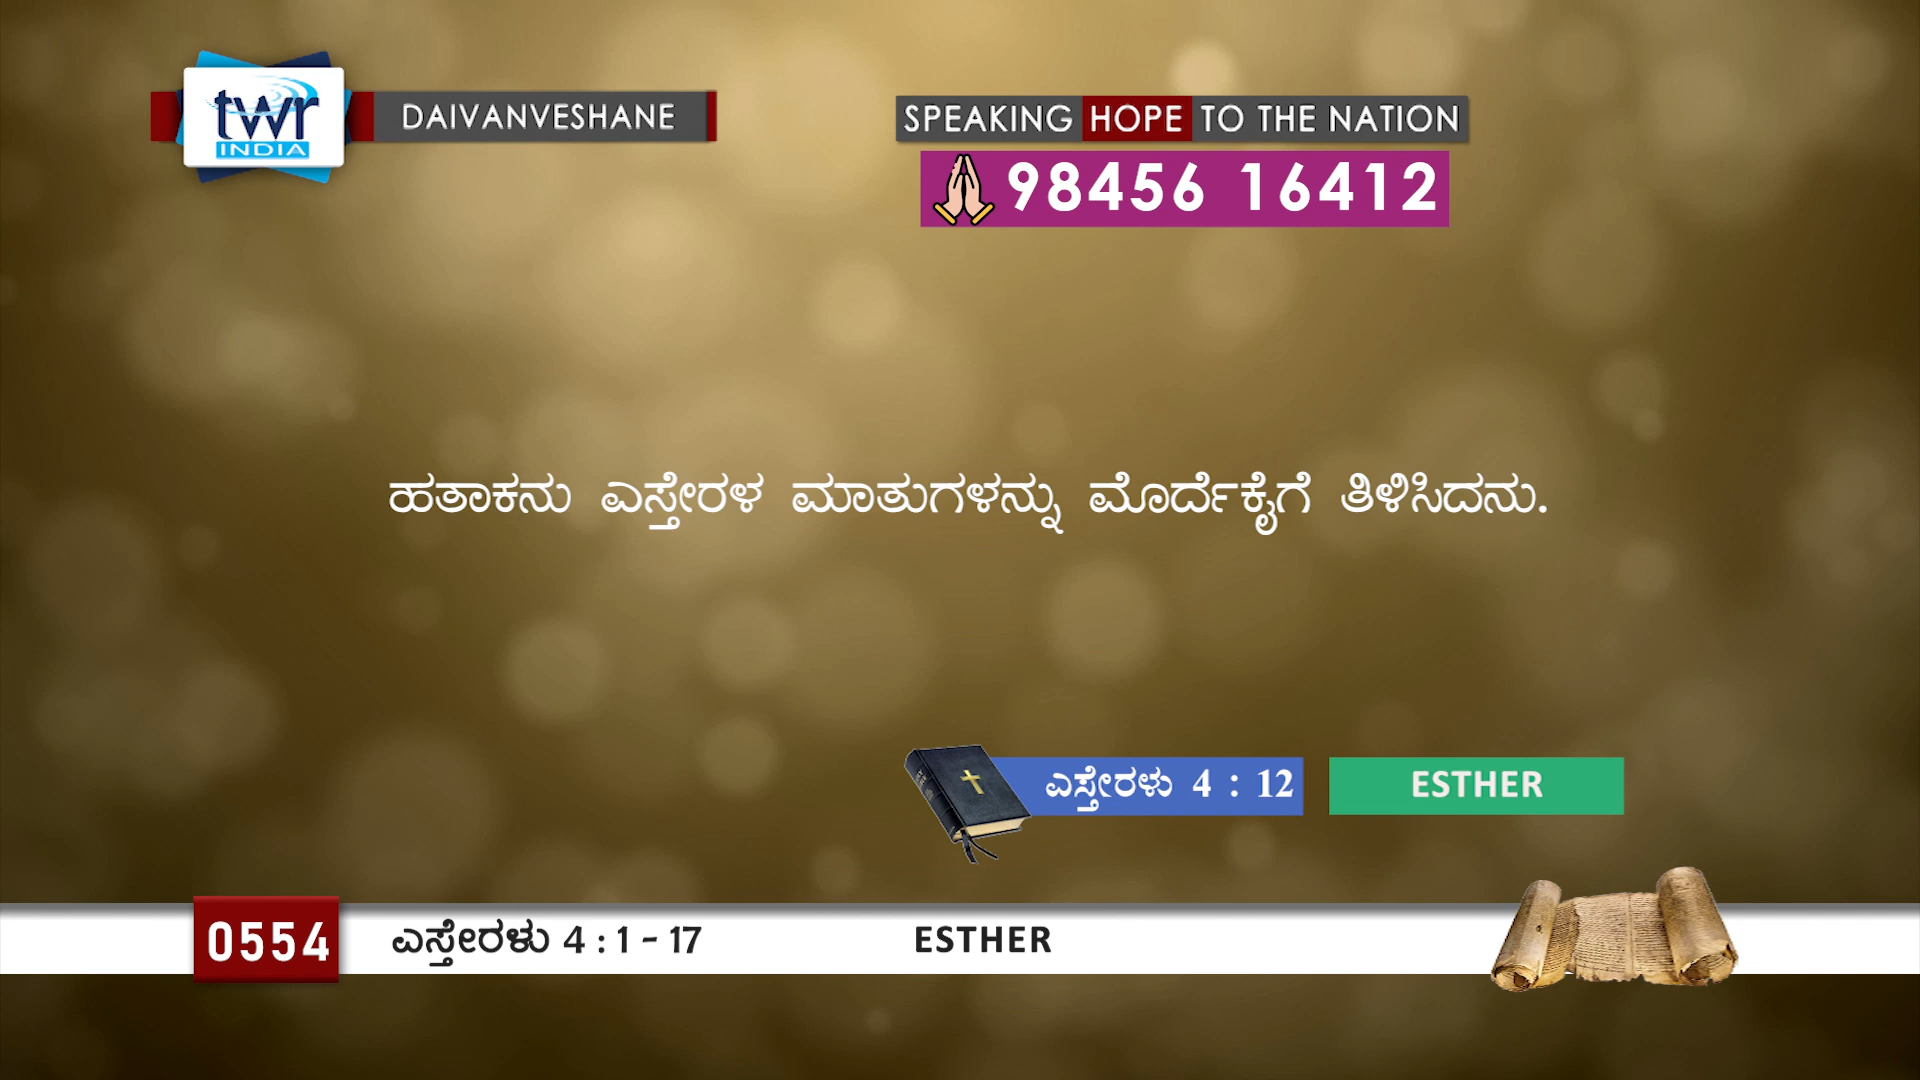 twr
INDIA
DAIVANVESHANE
SPEAKING HOPE TO THE NATION
98456 16412
ಹತಾಕನು ಎಸ್ತೇರಳ ಮಾತುಗಳನ್ನು ಮೊರ್ದೆಕೈಗೆ ತಿಳಿಸಿದನು.
ಎಸ್ತೇರಳು 4 : 12
ESTHER
0554
ಎಸ್ತೇರಳು 4 : 1 - 17
ESTHER